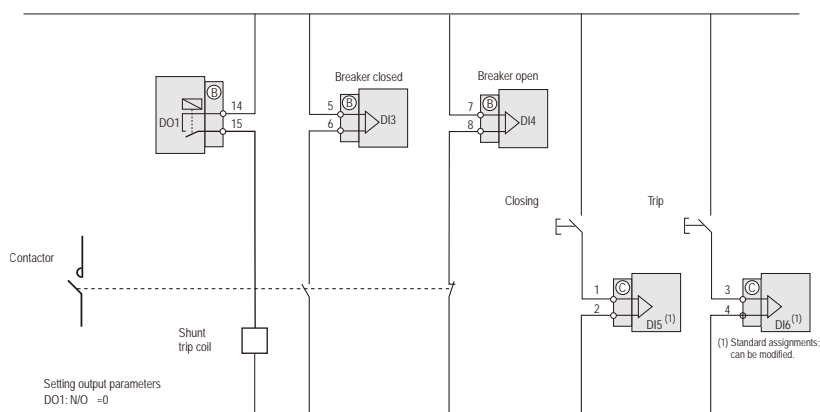 Breaker closed
Breaker open
B
14
DO1
15
5
B
DI3
6
7
B
DI4
8
Closing
Trip
Contactor
1
C
2
DI5 (1)
3
C
4
DI6 (1)
Shunt
trip coil
(1) Standard assignments;
can be modified.
Setting output parameters
DO1: N/O =0